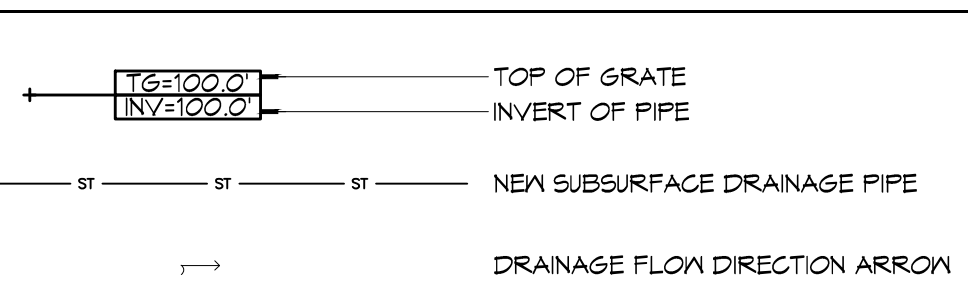 TG=100.0' TOP OF GRATE
INV=100.0' INVERT OF PIPE
ST ST ST NEW SUBSURFACE DRAINAGE PIPE
DRAINAGE FLOW DIRECTION ARROW